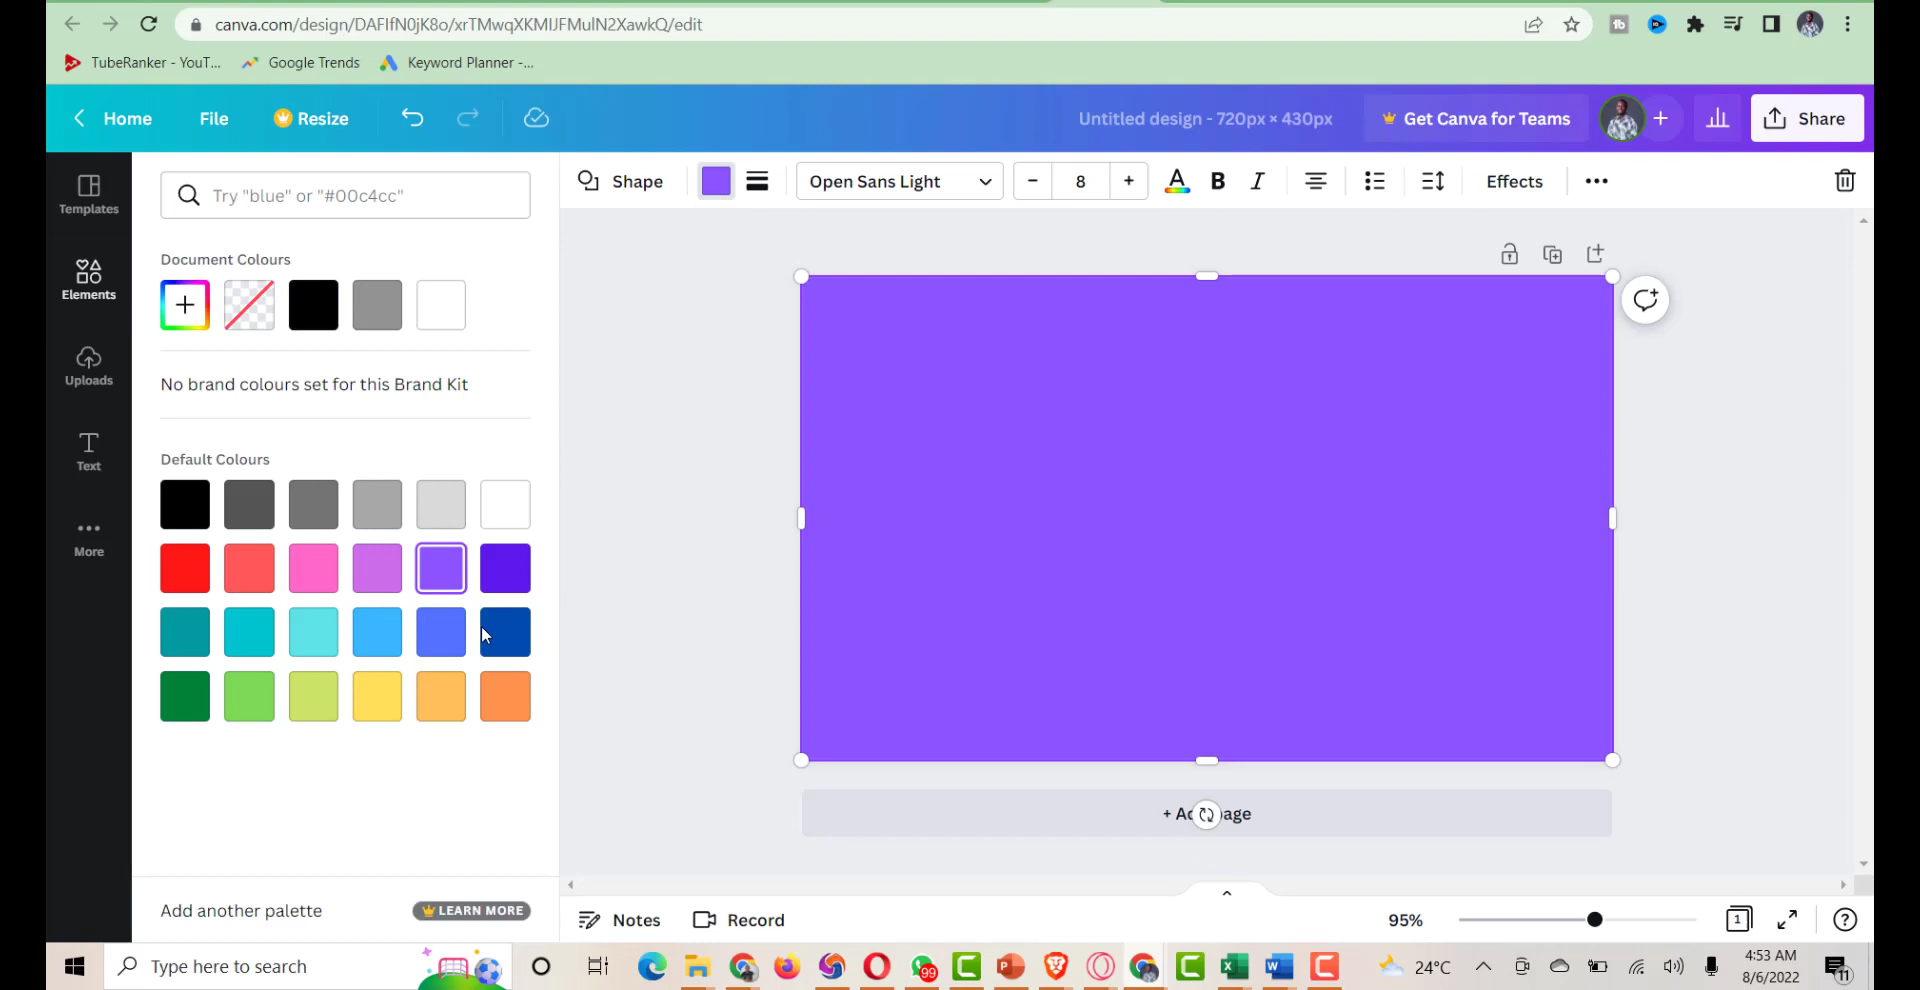 canva.com/design/DAFIfN0jK8o/xrTMwqXKMIJFMulN2XawkQ/edit
TubeRanker - YouT... Google Trends Keyword Planner -...
Home File Resize Untitled design - 720px × 430px Get Canva for Teams Share
Try "blue" or "#00c4cc" Shape Open Sans Light - 8 + Effects
Templates
Document Colours
Elements
Uploads
No brand colours set for this Brand Kit
Text
Default Colours
More
Add another palette LEARN MORE
Notes Record 95% 1
Type here to search
99
24°C
4:53 AM
8/6/2022
11